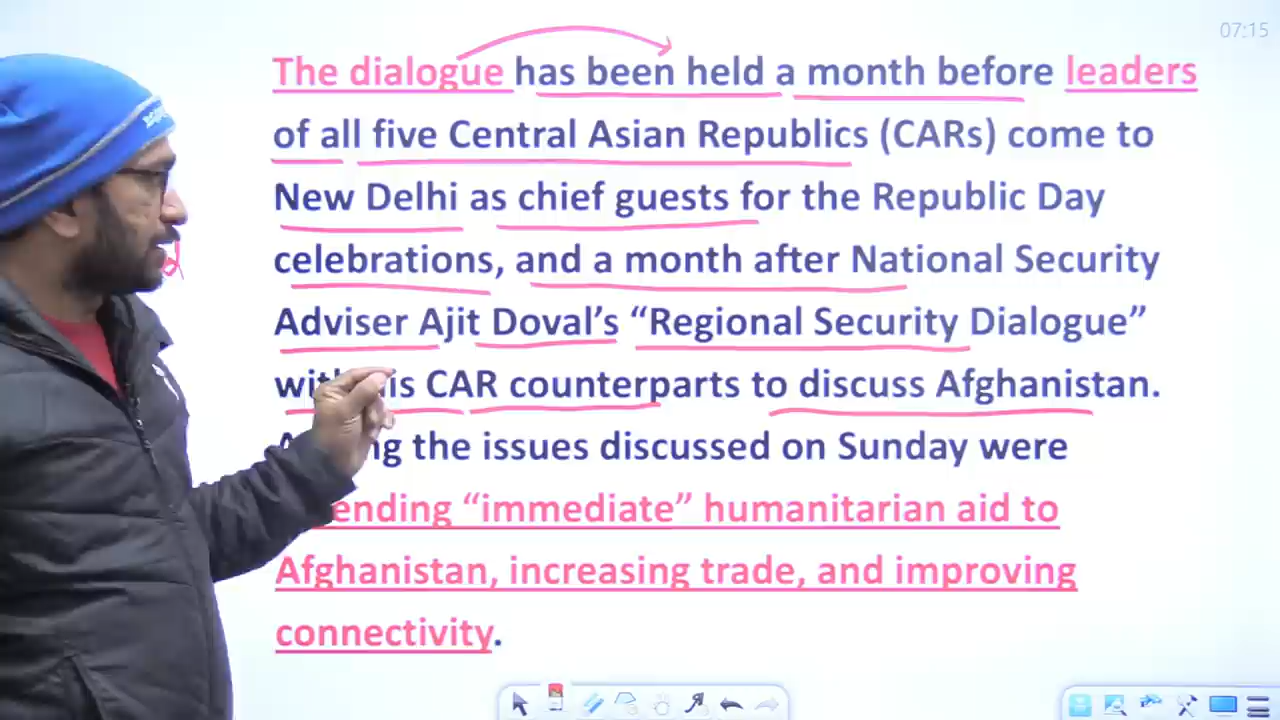 07:15
The dialogue has been held a month before leaders
of all five Central Asian Republics (CARs) come to
New Delhi as chief guests for the Republic Day
celebrations, and a month after National Security
Adviser Ajit Doval’s “Regional Security Dialogue”
CAR counterparts to discuss Afghanistan.
the issues discussed on Sunday were
“immediate” humanitarian aid to
Afghanistan, increasing trade, and improving
connectivity.